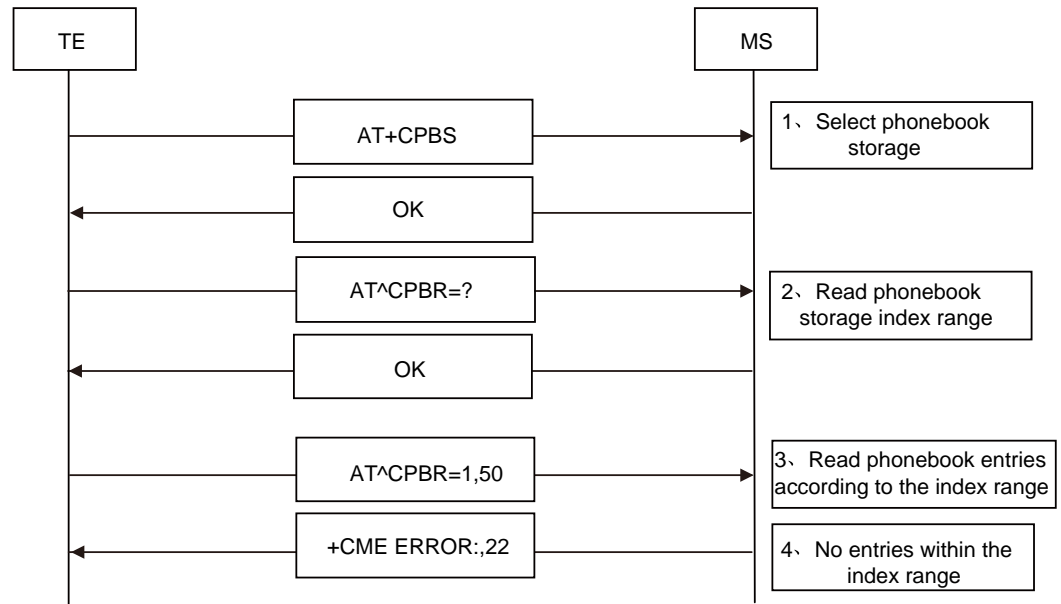 TE
MS
AT+CPBS
1、Select phonebook
storage
OK
AT^CPBR=?
2、Read phonebook
storage index range
OK
AT^CPBR=1,50
3、Read phonebook entries
according to the index range
+CME ERROR:,22
4、No entries within the
index range